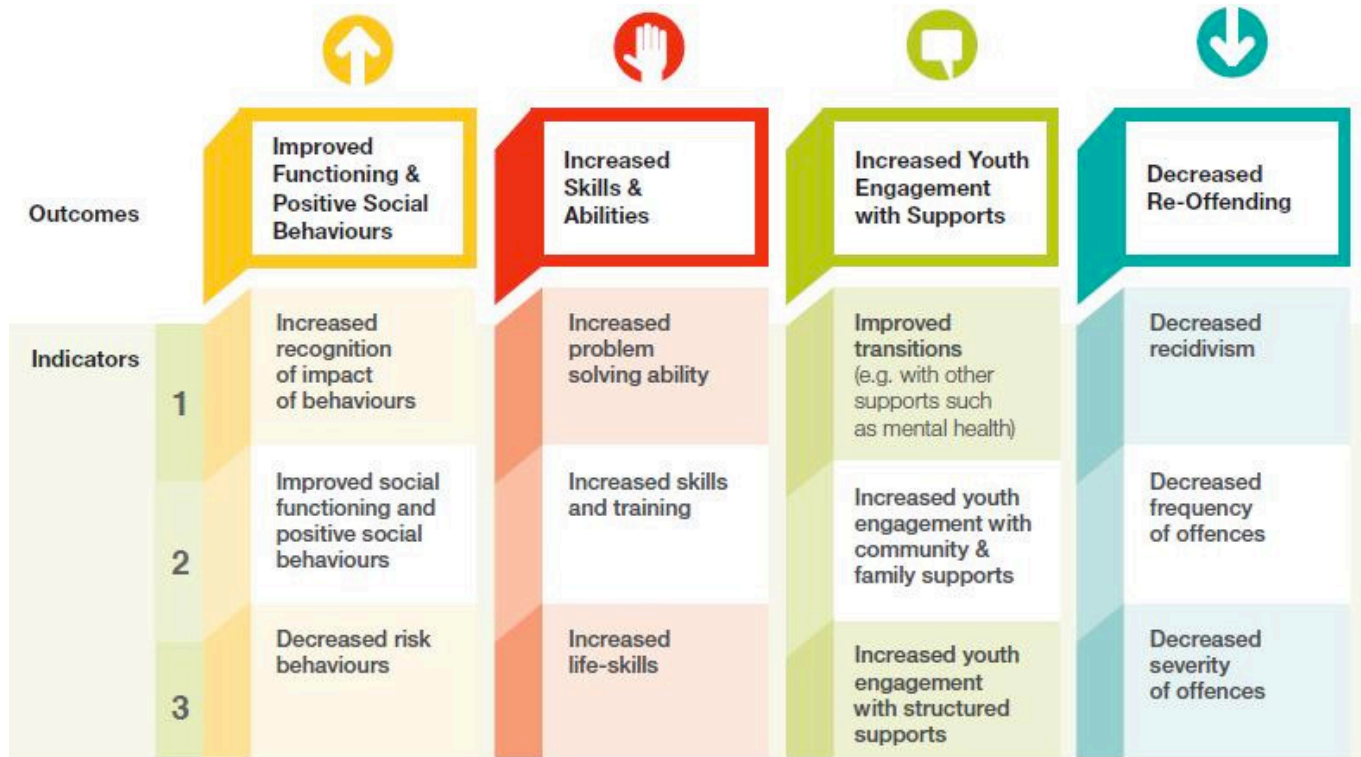 Outcomes
Improved
Functioning &
Positive Social
Behaviours
Increased
Skills &
Abilities
Increased Youth
Engagement
with Supports
Decreased
Re-Offending
Indicators
1
Increased
recognition
of impact
of behaviours
Increased
problem
solving ability
Improved
transitions
(e.g. with other
supports such
as mental health)
Decreased
recidivism
2
Improved social
functioning and
positive social
behaviours
Increased skills
and training
Increased youth
engagement with
community &
family supports
Decreased
frequency
of offences
3
Decreased risk
behaviours
Increased
life-skills
Increased youth
engagement
with structured
supports
Decreased
severity
of offences